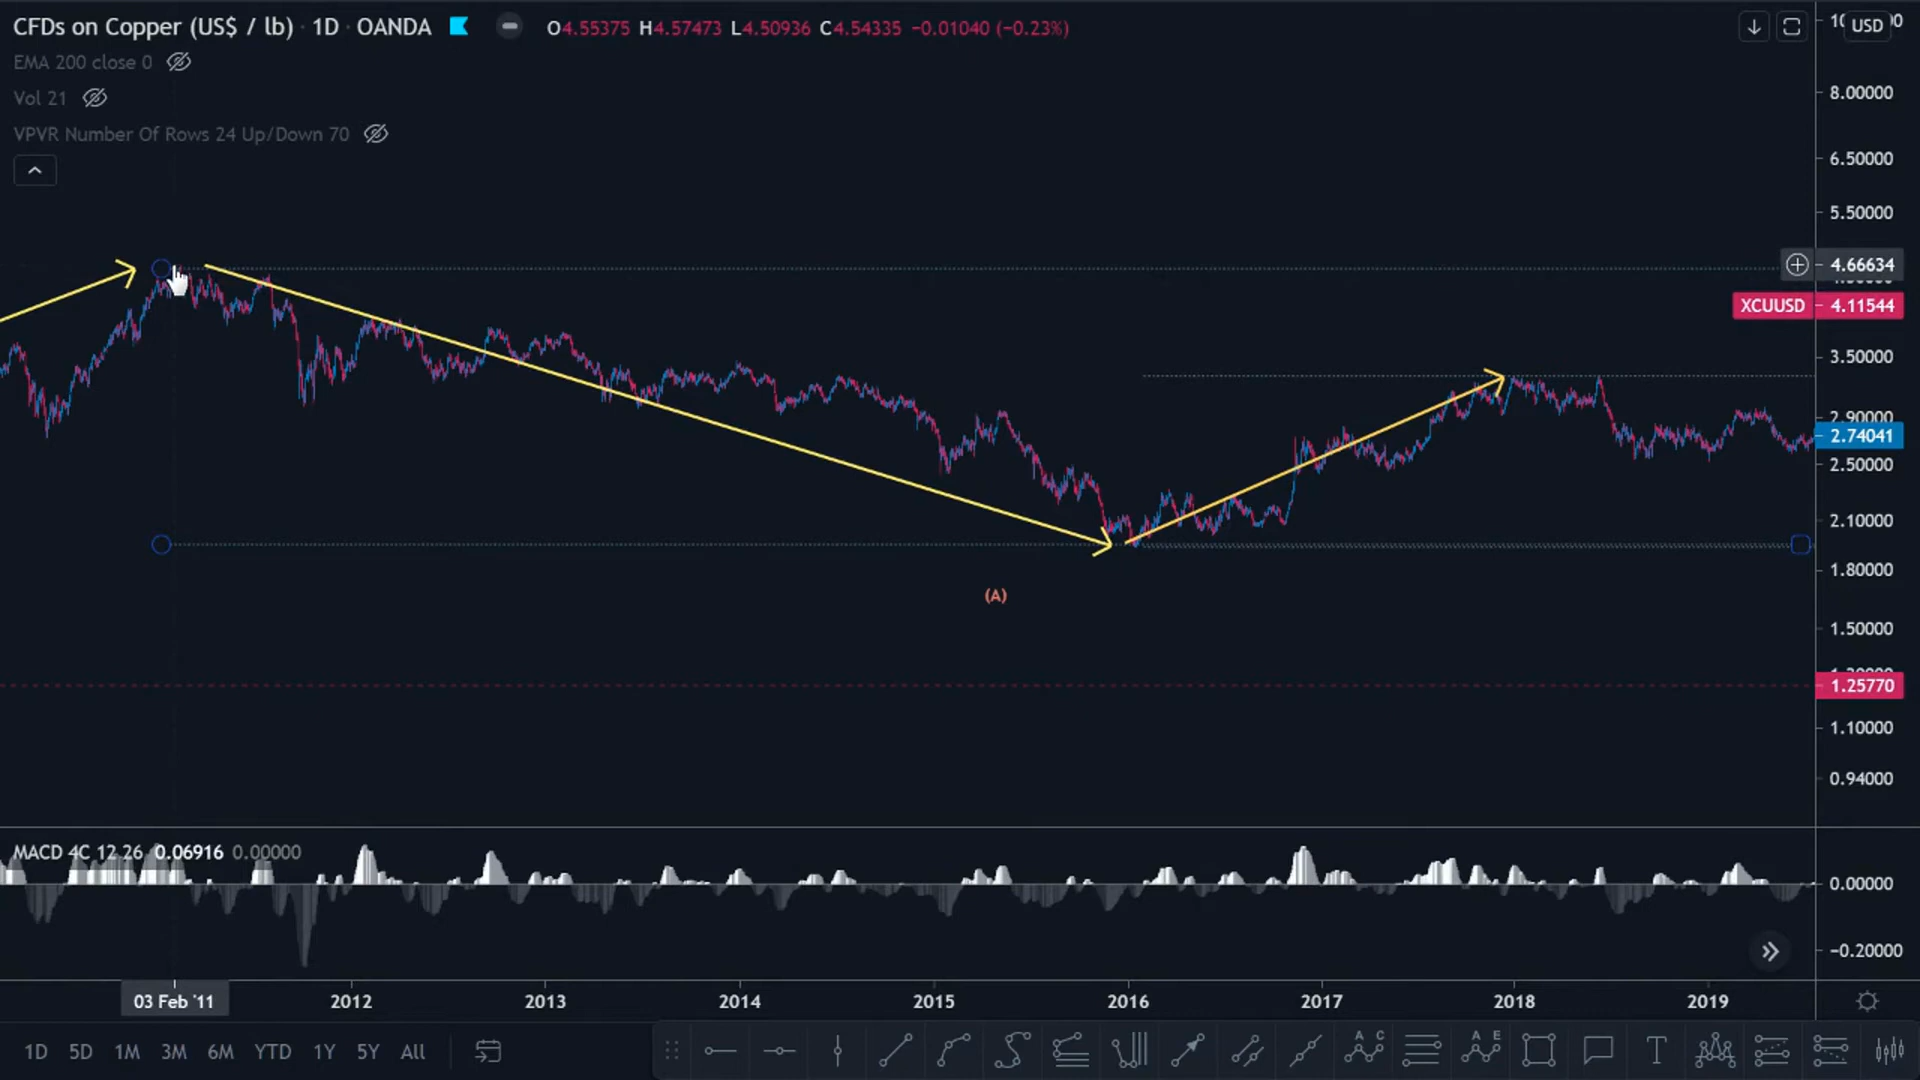 CFDs on Copper (US$ / lb) · 1D · OANDA O4.55375 H4.57473 L4.50936 C4.54335 −0.01040 (−0.23%)
USD
EMA 200 close 0
Vol 21
VPVR Number Of Rows 24 Up/Down 70
8.00000
6.50000
5.50000
4.66634
XCUUSD 4.11544
3.50000
2.90000
2.74041
2.50000
2.10000
1.80000
(A)
1.50000
1.25770
1.10000
0.94000
MACD 4C 12 26 0.06916 0.00000
0.00000
−0.20000
03 Feb '11 2012 2013 2014 2015 2016 2017 2018 2019
1D 5D 1M 3M 6M YTD 1Y 5Y All
A C
A E
T